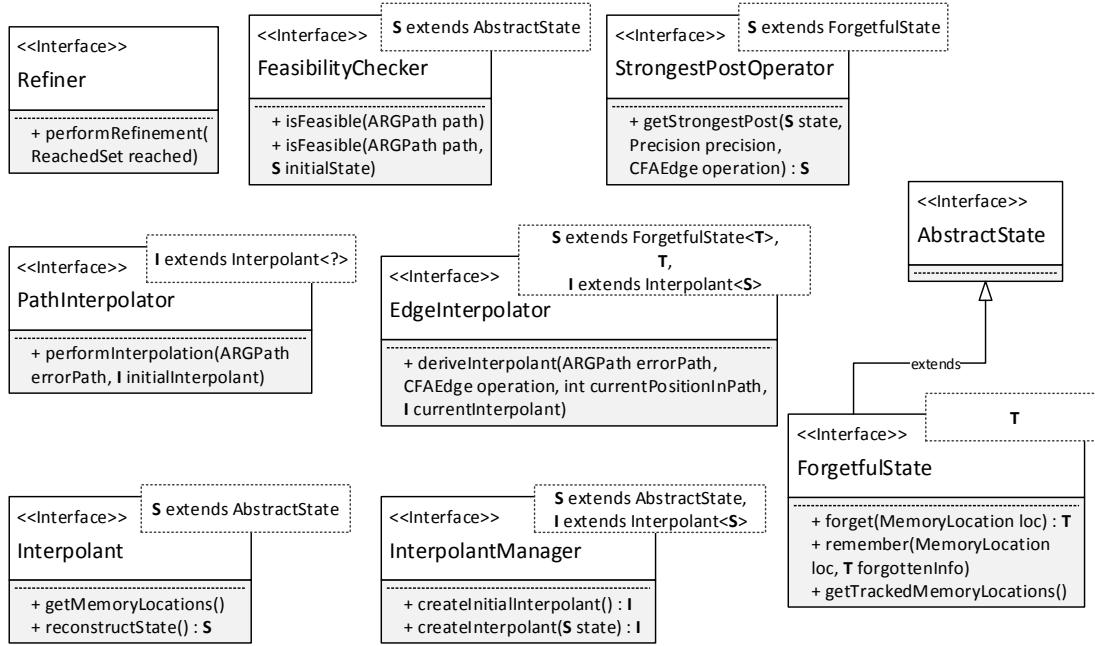 <<Interface>>
Refiner
+ performRefinement(
ReachedSet reached)
S extends AbstractState
<<Interface>>
FeasibilityChecker
+ isFeasible(ARGPath path)
+ isFeasible(ARGPath path,
S initialState)
S extends ForgetfulState
<<Interface>>
StrongestPostOperator
+ getStrongestPost(S state,
Precision precision,
CFAEdge operation) : S
<<Interface>>
AbstractState
I extends Interpolant<?>
<<Interface>>
PathInterpolator
+ performInterpolation(ARGPath
errorPath, I initialInterpolant)
S extends ForgetfulState<T>,
T,
I extends Interpolant<S>
<<Interface>>
EdgeInterpolator
+ deriveInterpolant(ARGPath errorPath,
CFAEdge operation, int currentPositionInPath,
I currentInterpolant)
extends
T
<<Interface>>
ForgetfulState
+ forget(MemoryLocation loc) : T
+ remember(MemoryLocation
loc, T forgottenInfo)
+ getTrackedMemoryLocations()
S extends AbstractState
<<Interface>>
Interpolant
+ getMemoryLocations()
+ reconstructState() : S
S extends AbstractState,
I extends Interpolant<S>
<<Interface>>
InterpolantManager
+ createInitialInterpolant() : I
+ createInterpolant(S state) : I